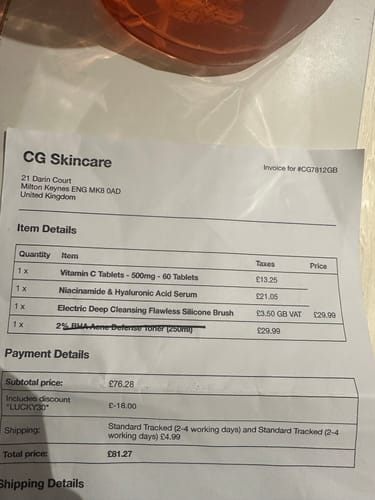 CG Skincare
Invoice for #CG7812GB
21 Darin Court
Milton Keynes ENG MK8 0AD
United Kingdom
Item Details
Quantity Item Taxes Price
1 x Vitamin C Tablets - 500mg - 60 Tablets £13.25
1 x Niacinamide & Hyaluronic Acid Serum £21.05
1 x Electric Deep Cleansing Flawless Silicone Brush £3.50 GB VAT £29.99
1 x 2% BHA Acne Defense Toner (250ml) £29.99
Payment Details
Subtotal price: £76.28
Includes discount
"LUCKY30" £-18.00
Shipping: Standard Tracked (2-4 working days) and Standard Tracked (2-4
working days) £4.99
Total price: £81.27
Shipping Details